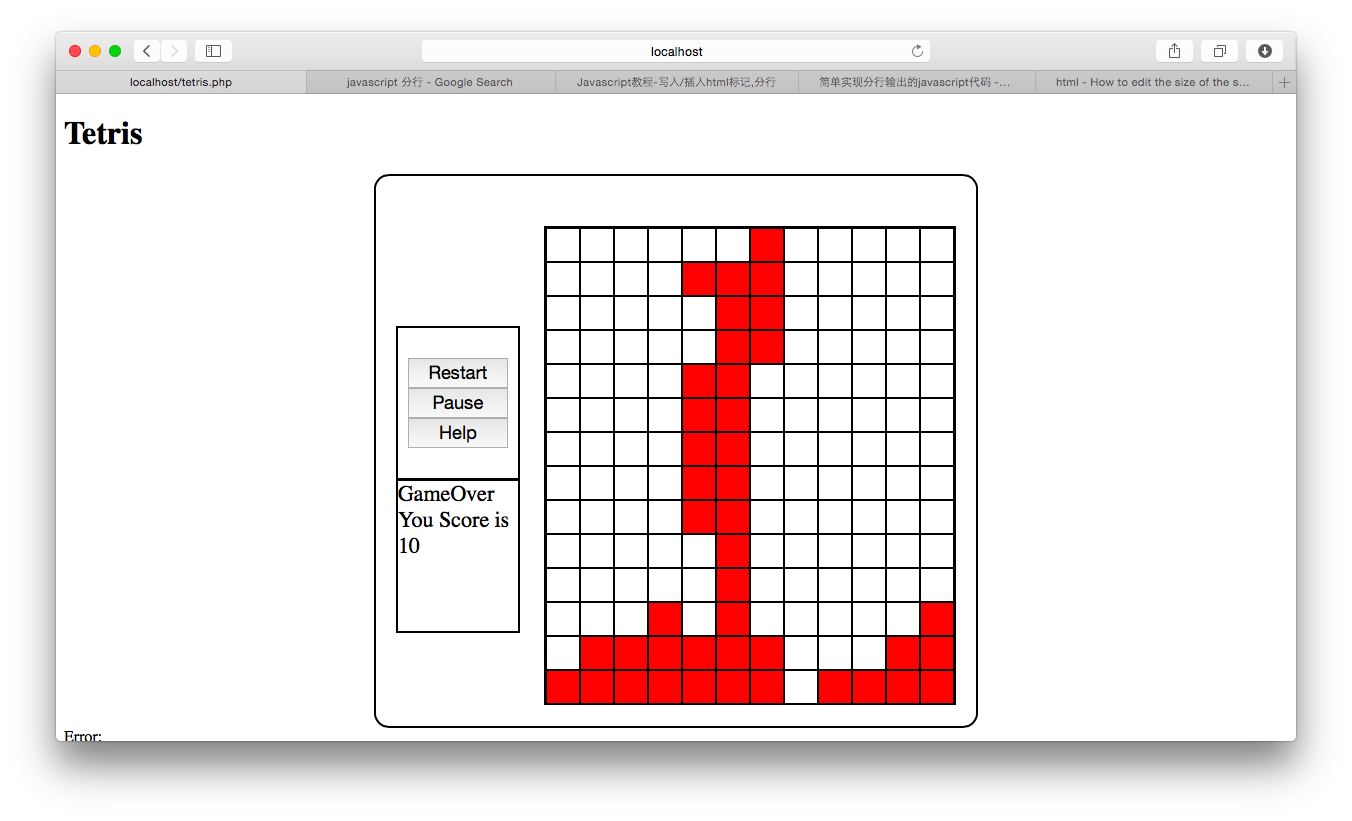 localhost
localhost/tetris.php
javascript 分行 - Google Search
Javascript教程-写入/插入html标记,分行
简单实现分行输出的javascript代码 -...
html - How to edit the size of the s...
Tetris
Restart
Pause
Help
GameOver
You Score is
10
Error: